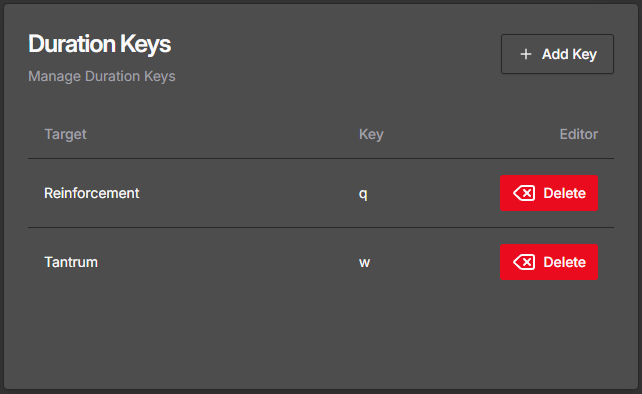 Duration Keys
Manage Duration Keys
+ Add Key
Target Key Editor
Reinforcement q Delete
Tantrum w Delete